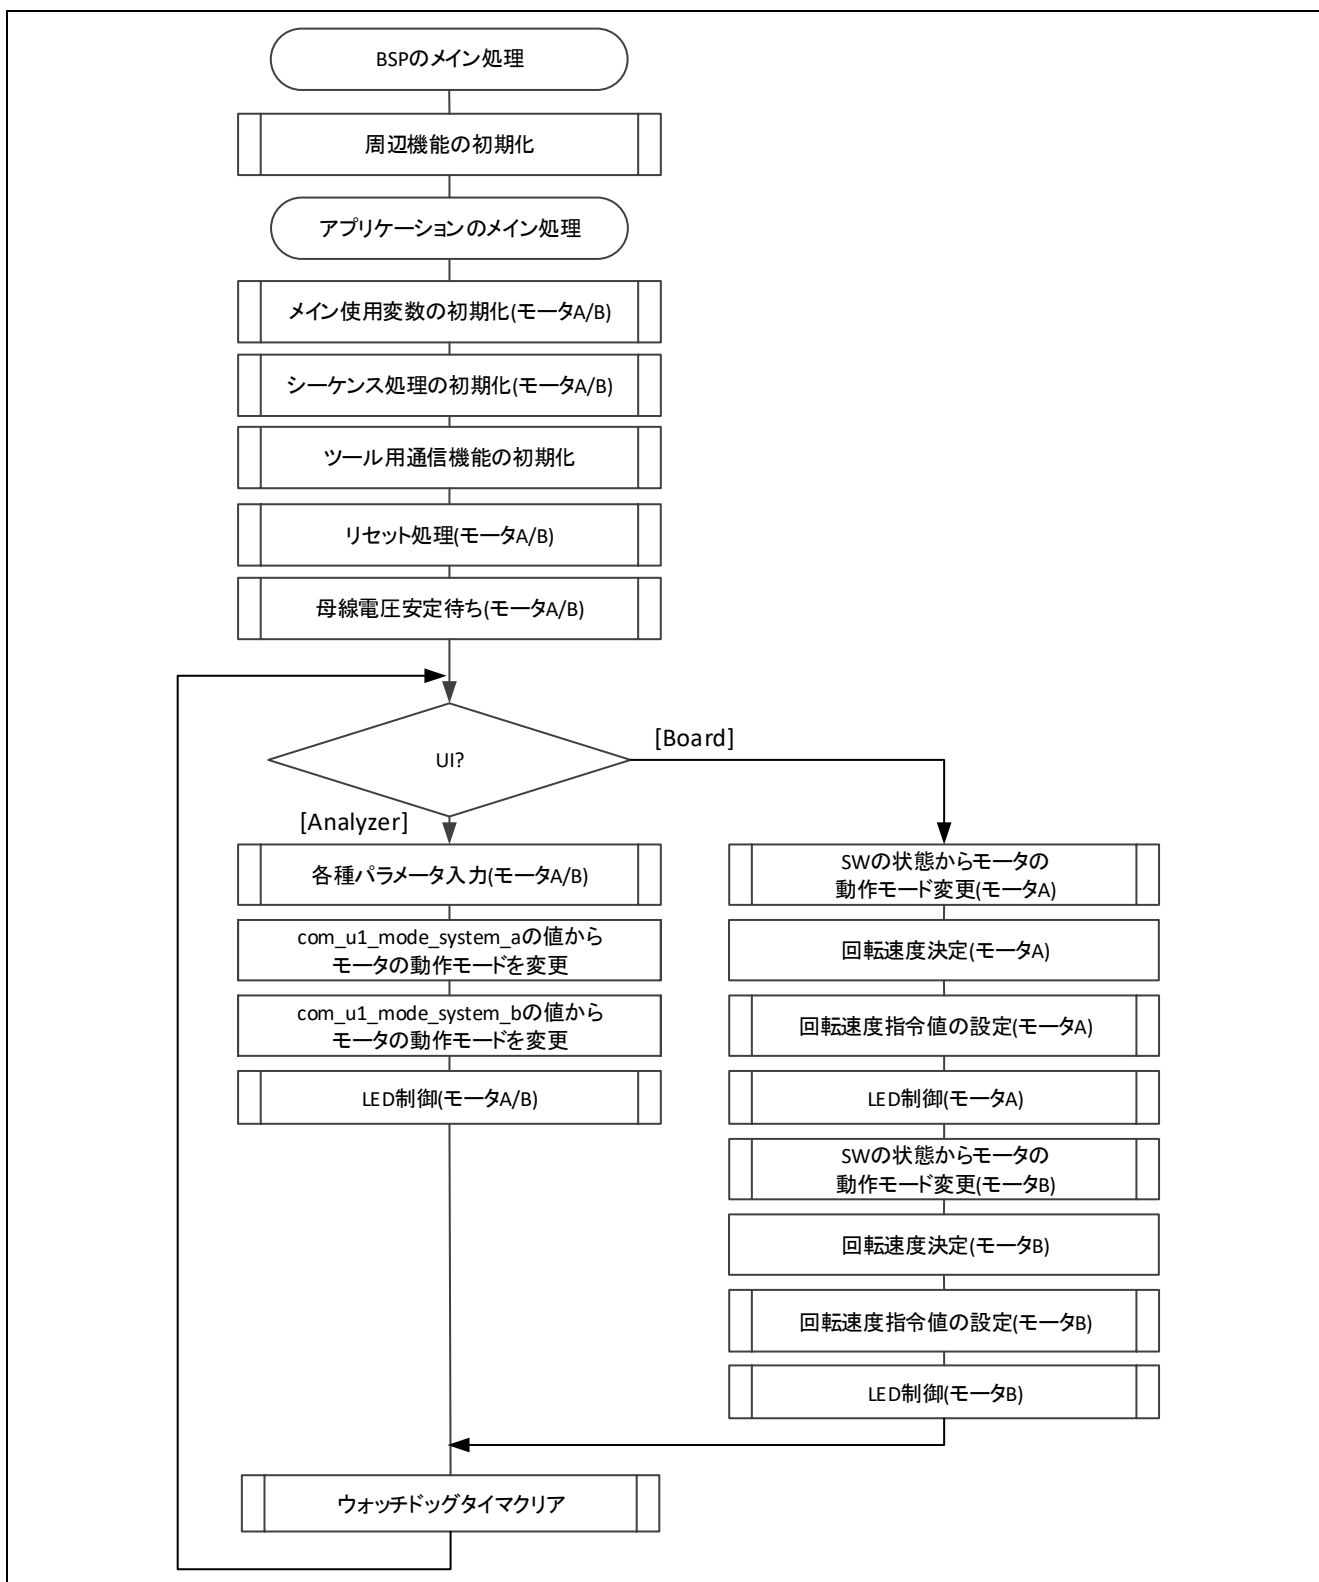 BSPのメイン処理
周辺機能の初期化
アプリケーションのメイン処理
メイン使用変数の初期化(モータA/B)
シーケンス処理の初期化(モータA/B)
ツール用通信機能の初期化
リセット処理(モータA/B)
母線電圧安定待ち(モータA/B)
UI?
[Board]
[Analyzer]
各種パラメータ入力(モータA/B)
com_u1_mode_system_aの値から
モータの動作モードを変更
com_u1_mode_system_bの値から
モータの動作モードを変更
LED制御(モータA/B)
SWの状態からモータの
動作モード変更(モータA)
回転速度決定(モータA)
回転速度指令値の設定(モータA)
LED制御(モータA)
SWの状態からモータの
動作モード変更(モータB)
回転速度決定(モータB)
回転速度指令値の設定(モータB)
LED制御(モータB)
ウォッチドッグタイマクリア